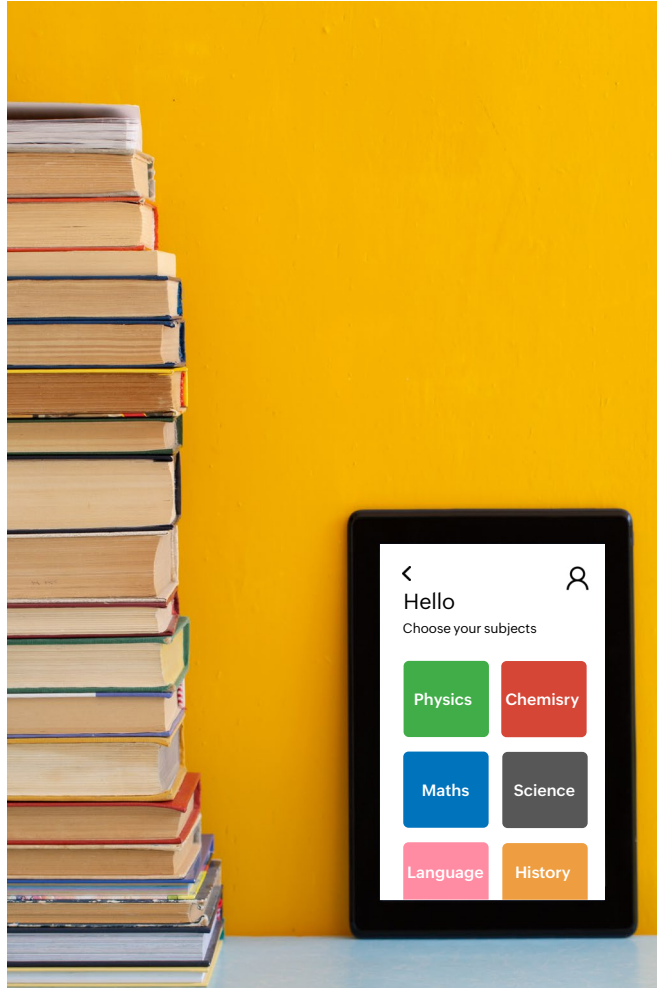 Hello
Choose your subjects
Physics Chemisry
Maths Science
Language History